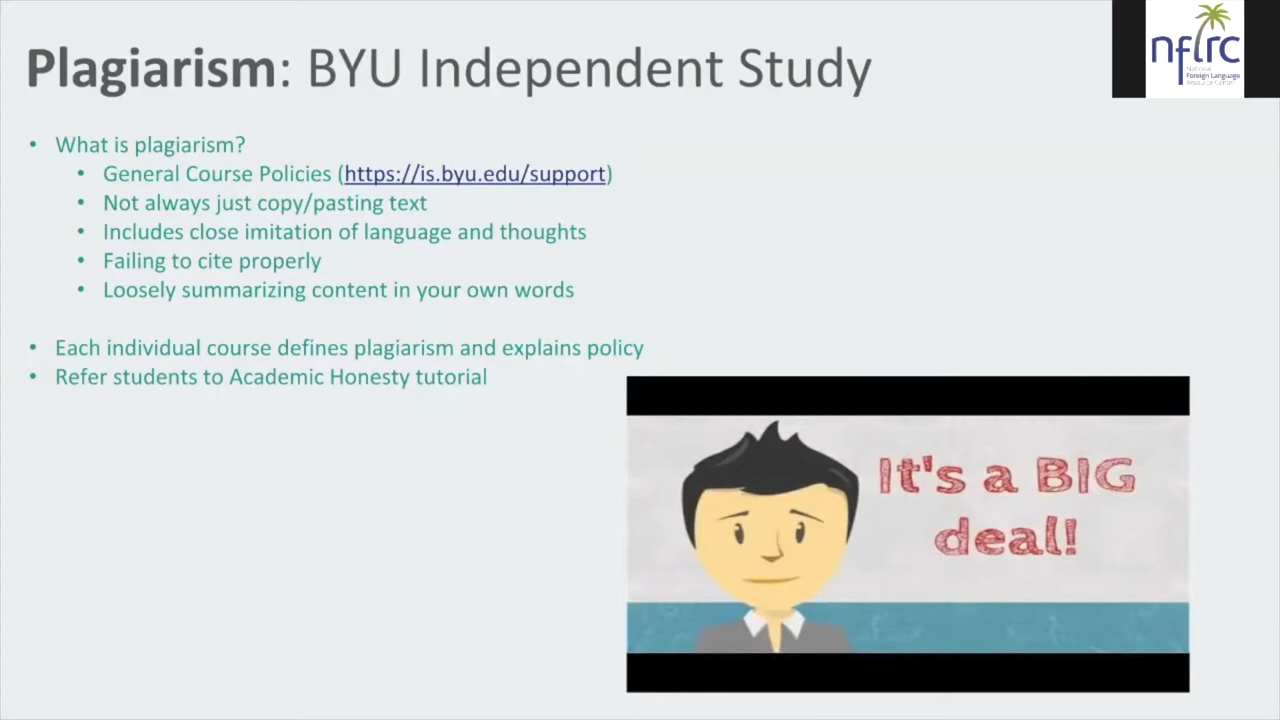 Plagiarism: BYU Independent Study
nflrc
National
Foreign Language
Resource Center
• What is plagiarism?
• General Course Policies (https://is.byu.edu/support)
• Not always just copy/pasting text
• Includes close imitation of language and thoughts
• Failing to cite properly
• Loosely summarizing content in your own words
• Each individual course defines plagiarism and explains policy
• Refer students to Academic Honesty tutorial
It's a BIG
deal!